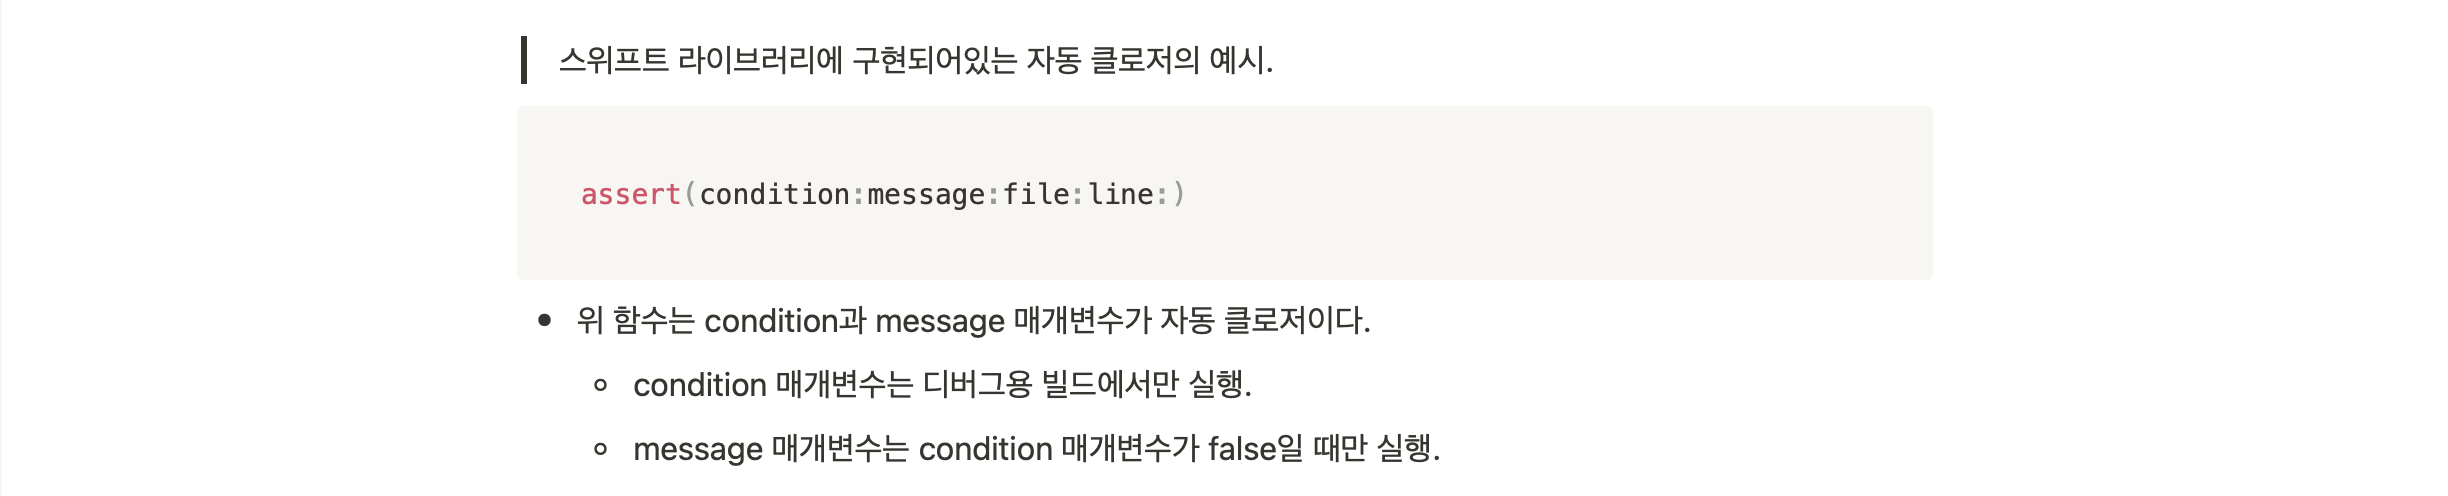 스위프트 라이브러리에 구현되어있는 자동 클로저의 예시.
assert(condition:message:file:line:)
위 함수는 condition과 message 매개변수가 자동 클로저이다.
condition 매개변수는 디버그용 빌드에서만 실행.
message 매개변수는 condition 매개변수가 false일 때만 실행.